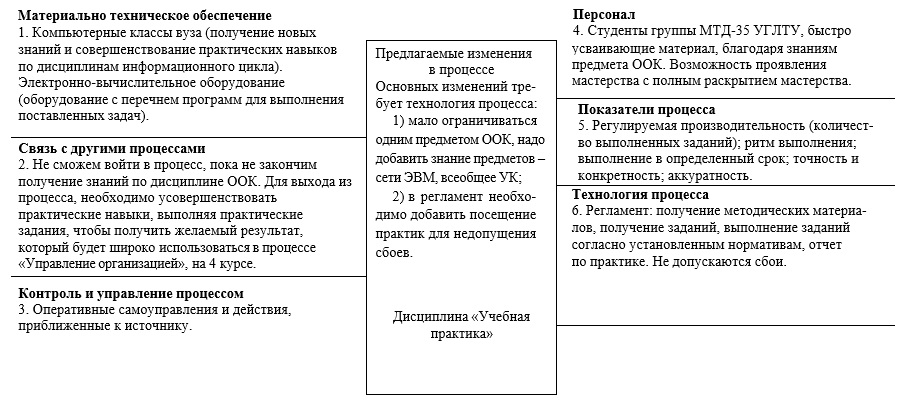 Материально техническое обеспечение
1. Компьютерные классы вуза (получение новых
знаний и совершенствование практических навыков
по дисциплинам информационного цикла).
Электронно-вычислительное оборудование
(оборудование с перечнем программ для выполнения
поставленных задач).
Связь с другими процессами
2. Не сможем войти в процесс, пока не закончим
получение знаний по дисциплине ООК. Для выхода из
процесса, необходимо усовершенствовать
практические навыки, выполняя практические
задания, чтобы получить желаемый результат,
который будет широко использоваться в процессе
«Управление организацией», на 4 курсе.
Контроль и управление процессом
3. Оперативные самоуправления и действия,
приближенные к источнику.
Предлагаемые изменения
в процессе
Основных изменений тре-
бует технология процесса:
1) мало ограничиваться
одним предметом ООК, надо
добавить знание предметов –
сети ЭВМ, всеобщее УК;
2) в регламент необхо-
димо добавить посещение
практик для недопущения
сбоев.
Дисциплина «Учебная
практика»
Персонал
4. Студенты группы МТД-35 УГЛТУ, быстро
усваивающие материал, благодаря знаниям
предмета ООК. Возможность проявления
мастерства с полным раскрытием мастерства.
Показатели процесса
5. Регулируемая производительность (количест-
во выполненных заданий); ритм выполнения;
выполнение в определенный срок; точность и
конкретность; аккуратность.
Технология процесса
6. Регламент: получение методических материа-
лов, получение заданий, выполнение заданий
согласно установленным нормативам, отчет
по практике. Не допускаются сбои.